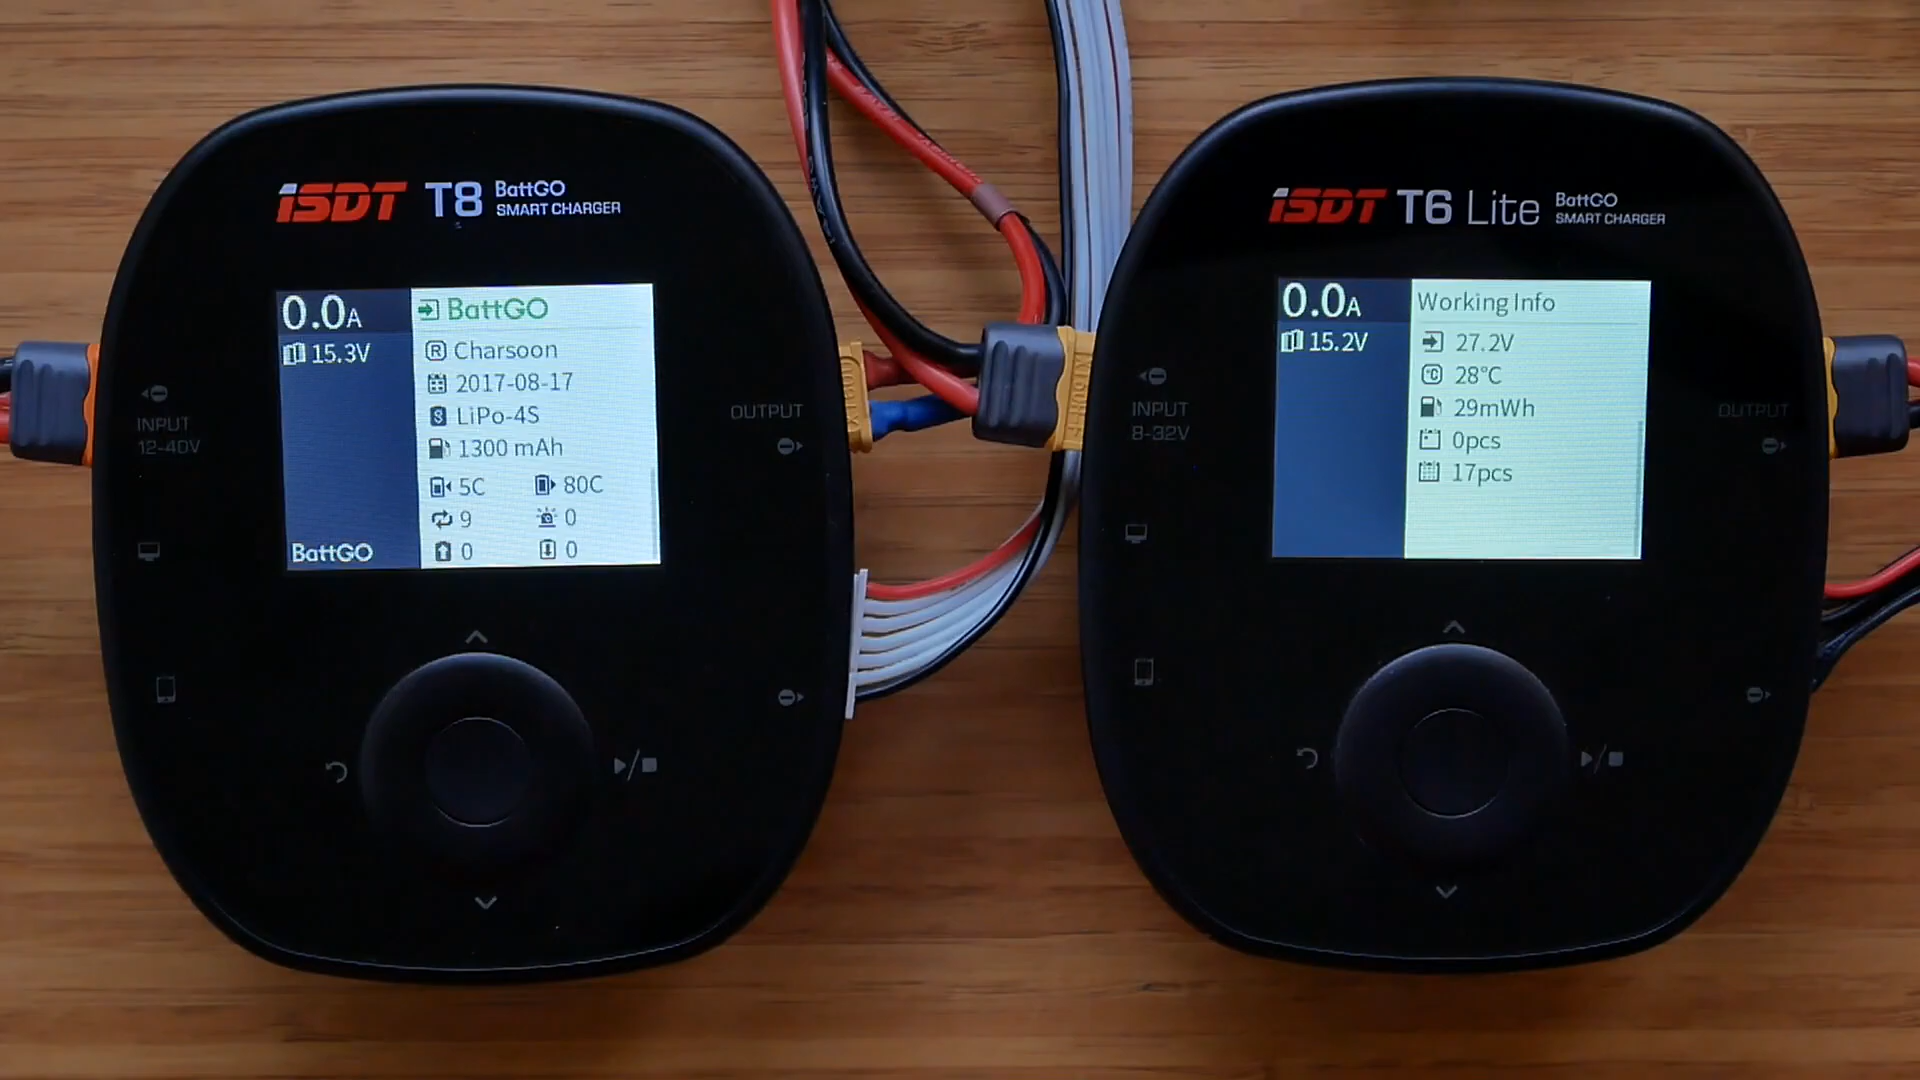 iSDT T8 BattGO
SMART CHARGER
0.0A
15.3V
BattGO
BattGO
R Charsoon
2017-08-17
S LiPo-4S
1300 mAh
5C 80C
9 0
0 0
INPUT
12-40V
OUTPUT
iSDT T6 Lite BattGO
SMART CHARGER
0.0A
15.2V
Working Info
27.2V
°C 28°C
29mWh
0pcs
17pcs
INPUT
8-32V
OUTPUT